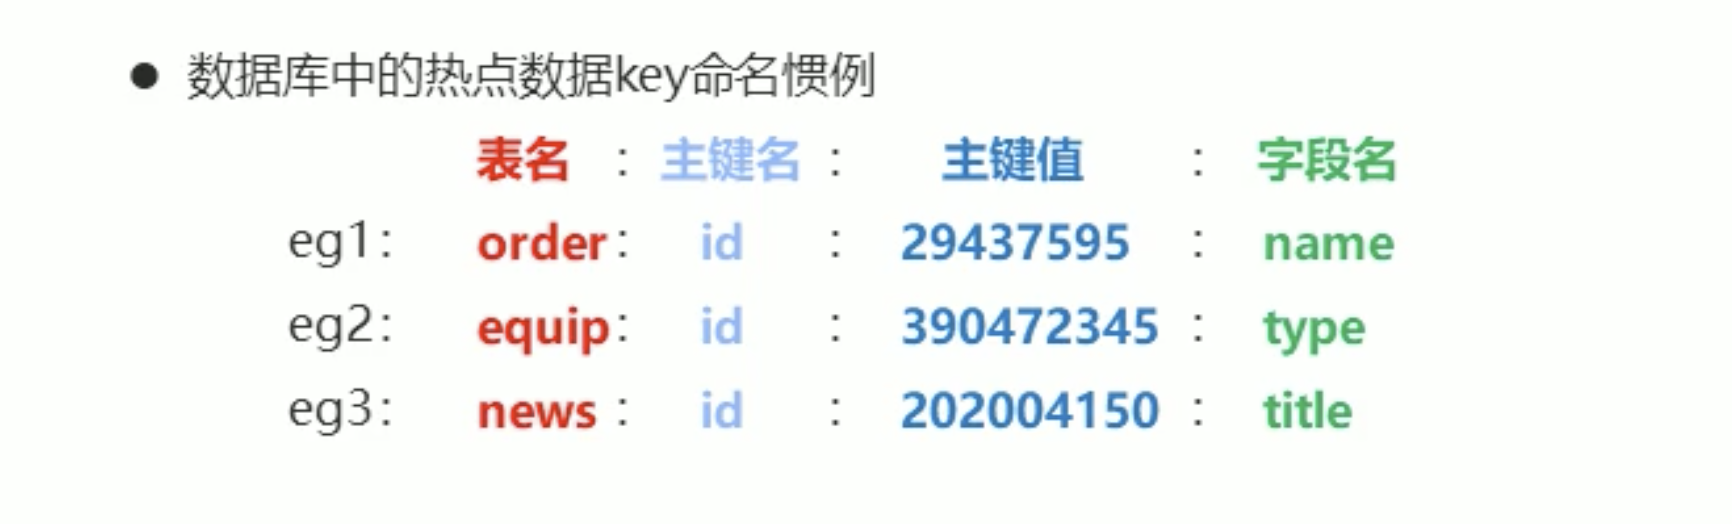 ● 数据库中的热点数据key命名惯例
表名 : 主键名 : 主键值 : 字段名
eg1: order : id : 29437595 : name
eg2: equip : id : 390472345 : type
eg3: news : id : 202004150 : title